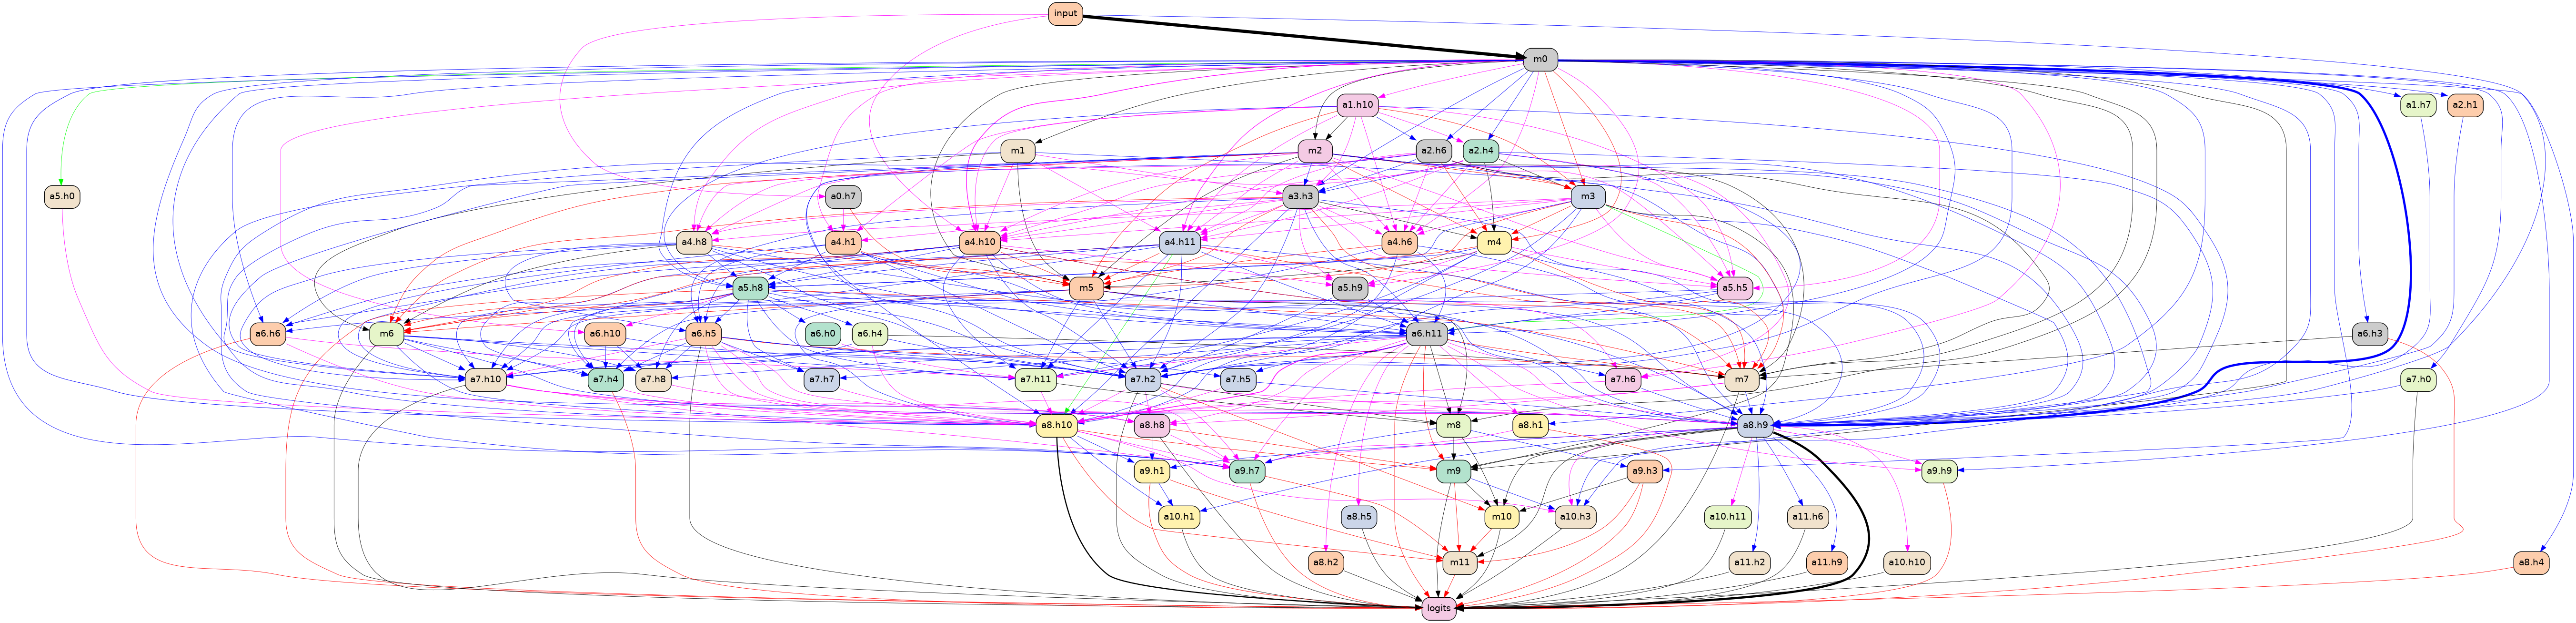 input
m0
a1.h10 a1.h7 a2.h1
m1 m2 a2.h6 a2.h4
a5.h0 a0.h7 a3.h3 m3
a4.h8 a4.h1 a4.h10 a4.h11 a4.h6 m4
a5.h8 m5 a5.h9 a5.h5
a6.h6 m6 a6.h10 a6.h5 a6.h0 a6.h4 a6.h11 a6.h3
a7.h10 a7.h4 a7.h8 a7.h7 a7.h11 a7.h2 a7.h5 a7.h6 m7 a7.h0
a8.h10 a8.h8 m8 a8.h1 a8.h9
a9.h1 a9.h7 m9 a9.h3 a9.h9
a10.h1 a8.h5 m10 a10.h3 a10.h11 a11.h6
a8.h2 m11 a11.h2 a11.h9 a10.h10 a8.h4
logits